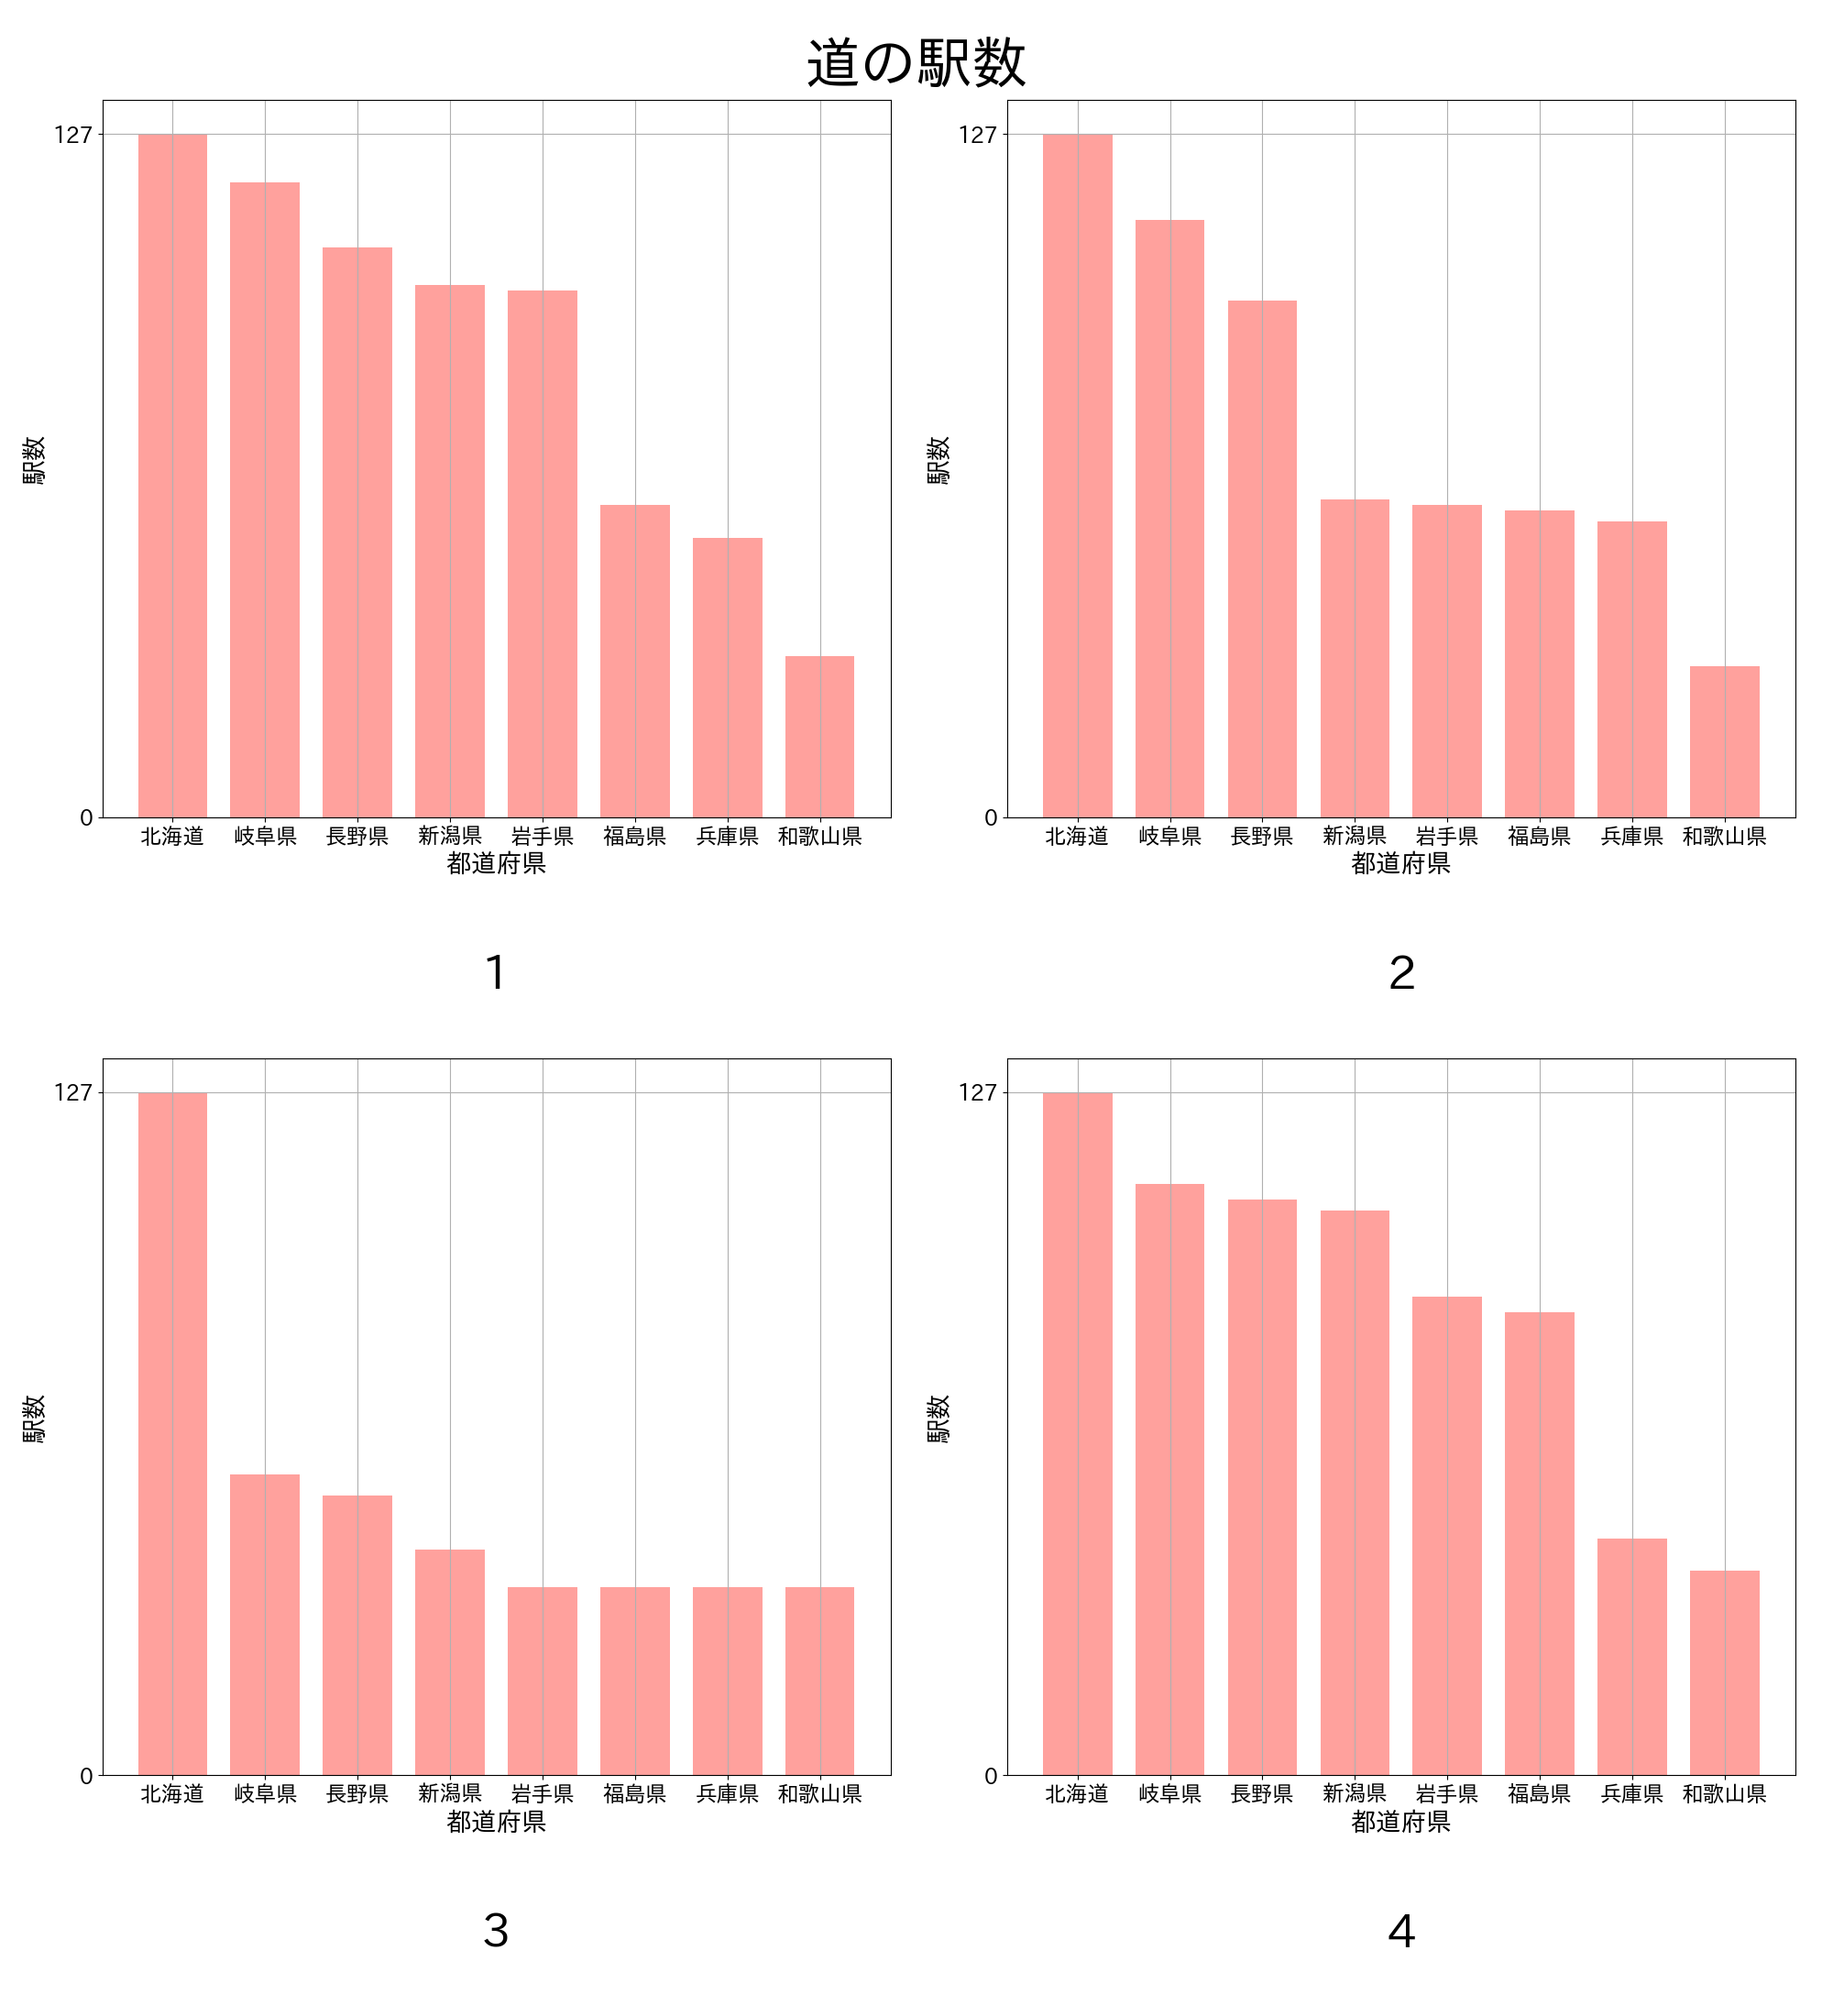 道の駅数
127
0
駅数
北海道 岐阜県 長野県 新潟県 岩手県 福島県 兵庫県 和歌山県
都道府県
1
127
0
駅数
北海道 岐阜県 長野県 新潟県 岩手県 福島県 兵庫県 和歌山県
都道府県
2
127
0
駅数
北海道 岐阜県 長野県 新潟県 岩手県 福島県 兵庫県 和歌山県
都道府県
3
127
0
駅数
北海道 岐阜県 長野県 新潟県 岩手県 福島県 兵庫県 和歌山県
都道府県
4